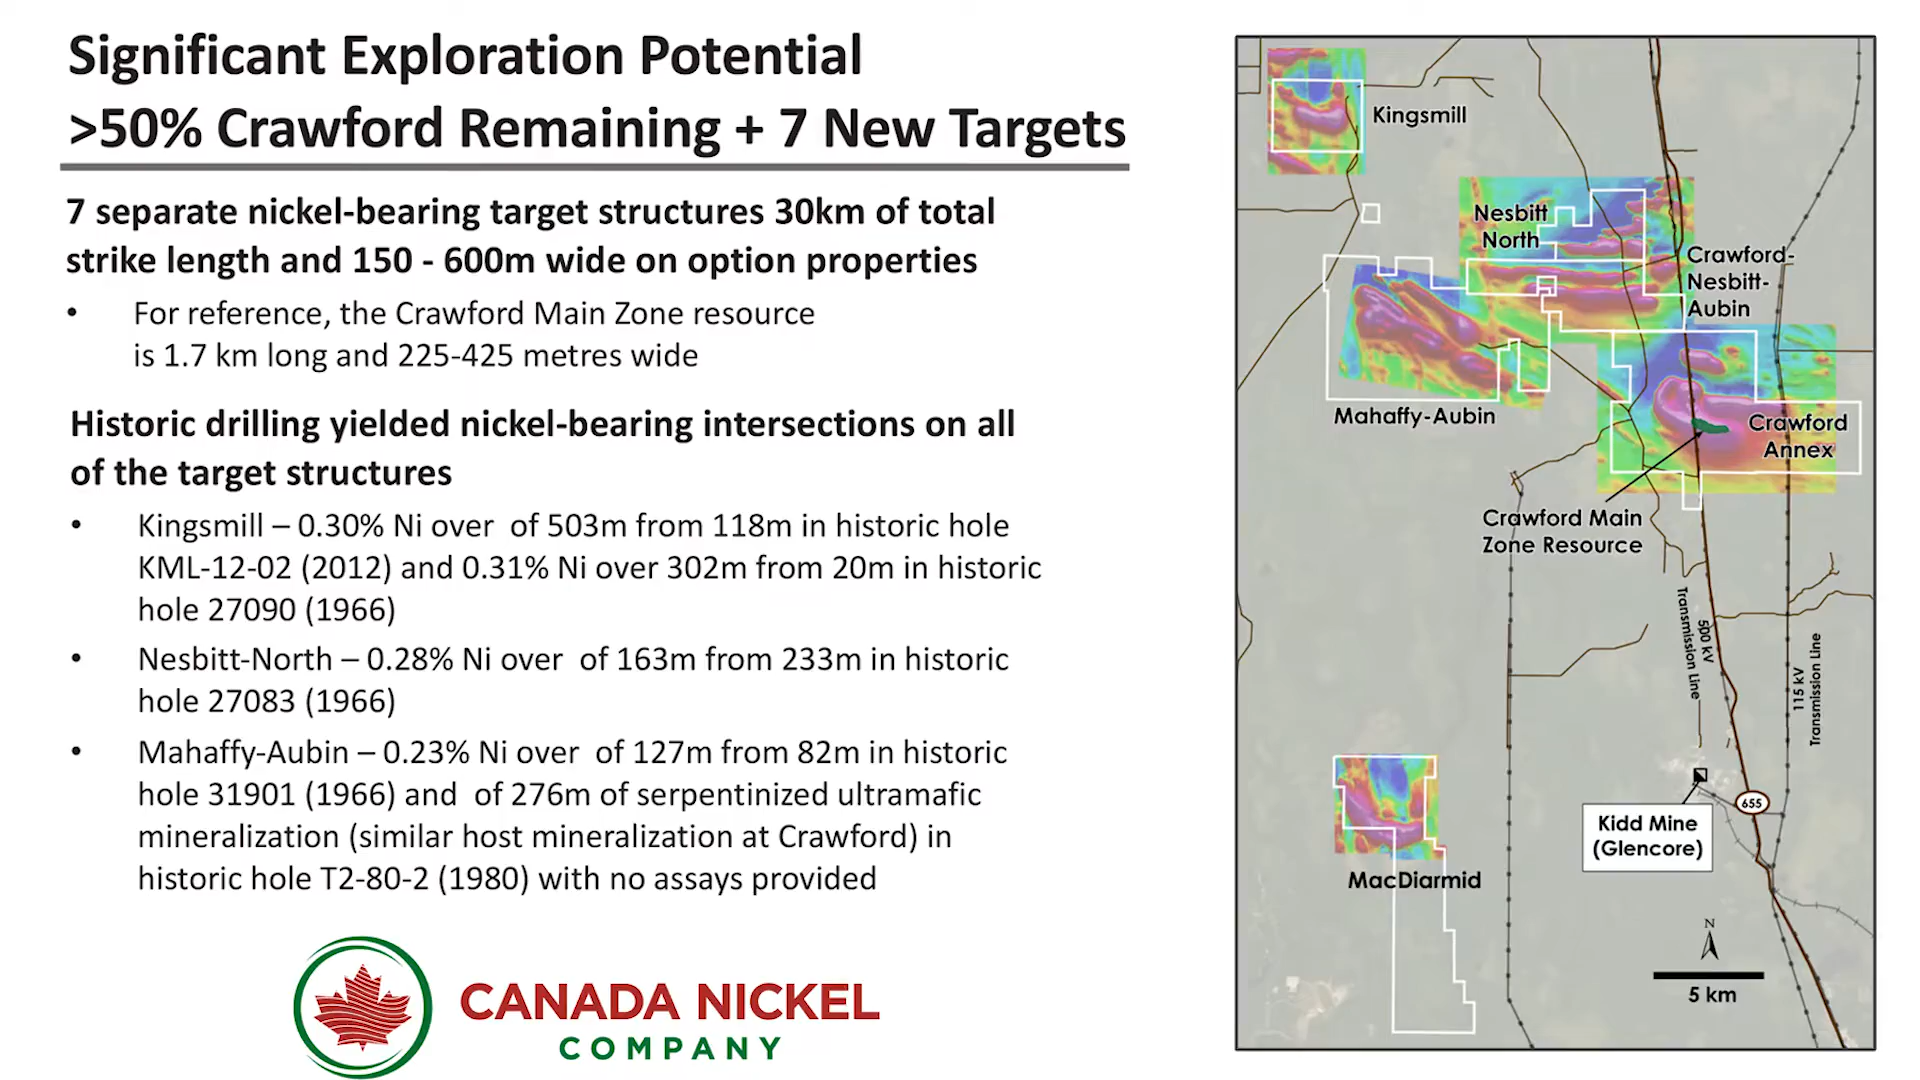 Significant Exploration Potential
>50% Crawford Remaining + 7 New Targets
7 separate nickel-bearing target structures 30km of total
strike length and 150 - 600m wide on option properties
• For reference, the Crawford Main Zone resource
is 1.7 km long and 225-425 metres wide
Historic drilling yielded nickel-bearing intersections on all
of the target structures
• Kingsmill – 0.30% Ni over  of 503m from 118m in historic hole
KML-12-02 (2012) and 0.31% Ni over 302m from 20m in historic
hole 27090 (1966)
• Nesbitt-North – 0.28% Ni over  of 163m from 233m in historic
hole 27083 (1966)
• Mahaffy-Aubin – 0.23% Ni over  of 127m from 82m in historic
hole 31901 (1966) and  of 276m of serpentinized ultramafic
mineralization (similar host mineralization at Crawford) in
historic hole T2-80-2 (1980) with no assays provided
CANADA NICKEL
COMPANY
Kingsmill
Nesbitt
North
Crawford-
Nesbitt-
Aubin
Mahaffy-Aubin
Crawford
Annex
Crawford Main
Zone Resource
500 kV
Transmission Line
115 kV
Transmission Line
655
Kidd Mine
(Glencore)
MacDiarmid
N
5 km